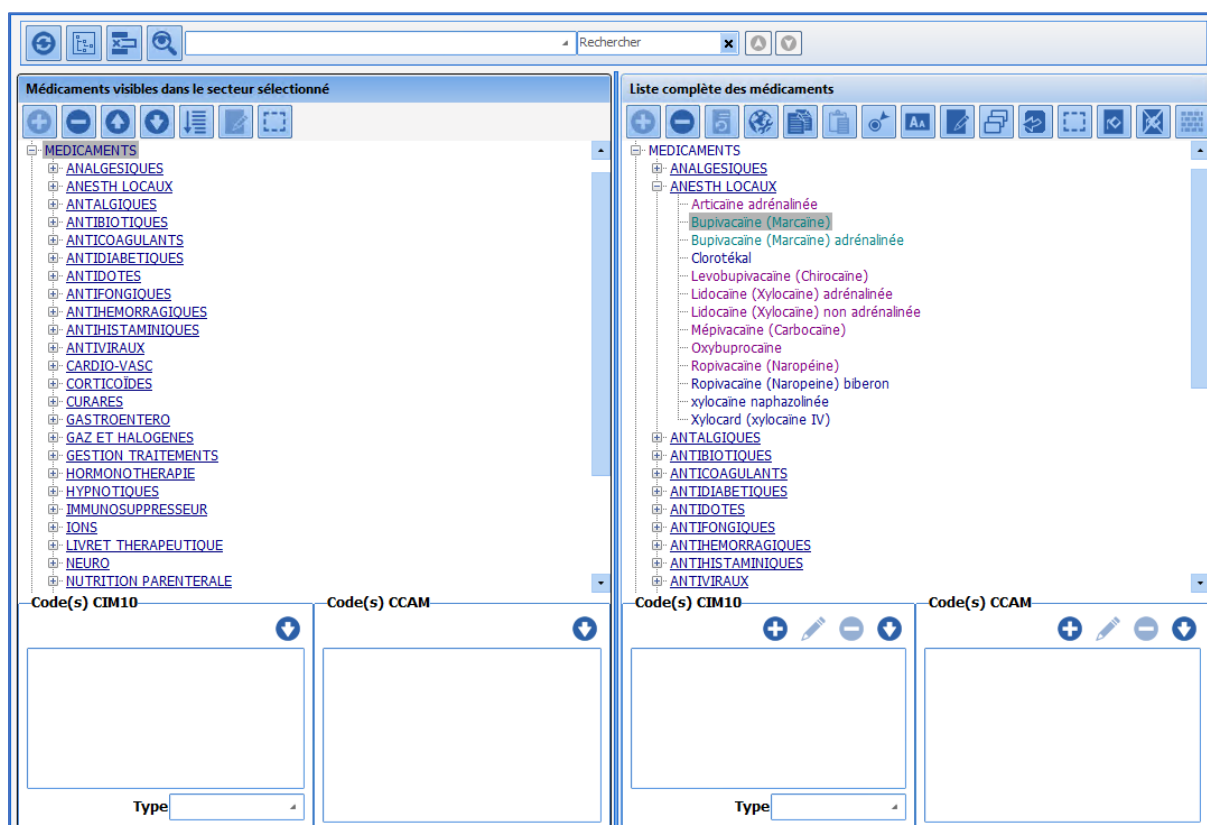 Rechercher
Médicaments visibles dans le secteur sélectionné
MEDICAMENTS
ANALGESIQUES
ANESTH LOCAUX
ANTALGIQUES
ANTIBIOTIQUES
ANTICOAGULANTS
ANTIDIABETIQUES
ANTIDOTES
ANTIFONGIQUES
ANTIHEMORRAGIQUES
ANTIHISTAMINIQUES
ANTIVIRAUX
CARDIO-VASC
CORTICOÏDES
CURARES
GASTROENTERO
GAZ ET HALOGENES
GESTION TRAITEMENTS
HORMONOTHERAPIE
HYPNOTIQUES
IMMUNOSUPPRESSEUR
IONS
LIVRET THERAPEUTIQUE
NEURO
NUTRITION PARENTERALE
Code(s) CIM10
Code(s) CCAM
Type
Liste complète des médicaments
AA
MEDICAMENTS
ANALGESIQUES
ANESTH LOCAUX
Articaïne adrénalinée
Bupivacaïne (Marcaïne)
Bupivacaïne (Marcaïne) adrénalinée
Clorotékal
Levobupivacaïne (Chirocaïne)
Lidocaïne (Xylocaïne) adrénalinée
Lidocaïne (Xylocaïne) non adrénalinée
Mépivacaïne (Carbocaïne)
Oxybuprocaïne
Ropivacaïne (Naropéine)
Ropivacaïne (Naropeine) biberon
xylocaïne naphazolinée
Xylocard (xylocaïne IV)
ANTALGIQUES
ANTIBIOTIQUES
ANTICOAGULANTS
ANTIDIABETIQUES
ANTIDOTES
ANTIFONGIQUES
ANTIHEMORRAGIQUES
ANTIHISTAMINIQUES
ANTIVIRAUX
Code(s) CIM10
Code(s) CCAM
Type